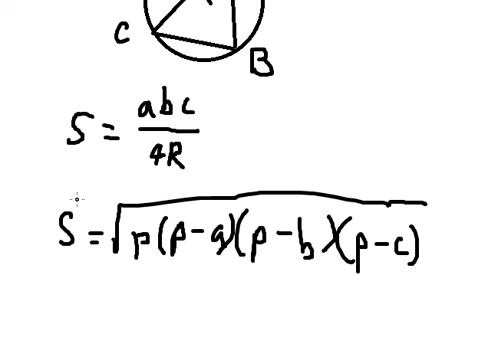 C
B
S = abc/4R
S = √p(p-a)(p-b)(p-c)